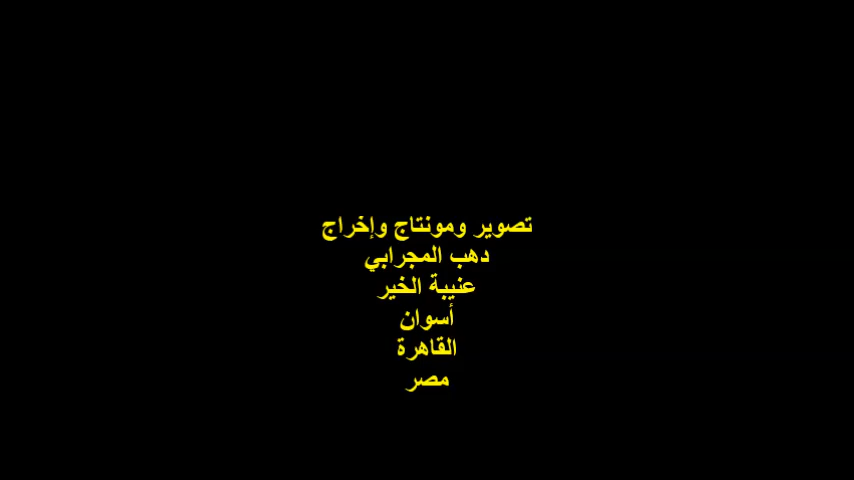 تصوير ومونتاج وإخراج
دهب المجرابي
عنيبة الخير
أسوان
القاهرة
مصر